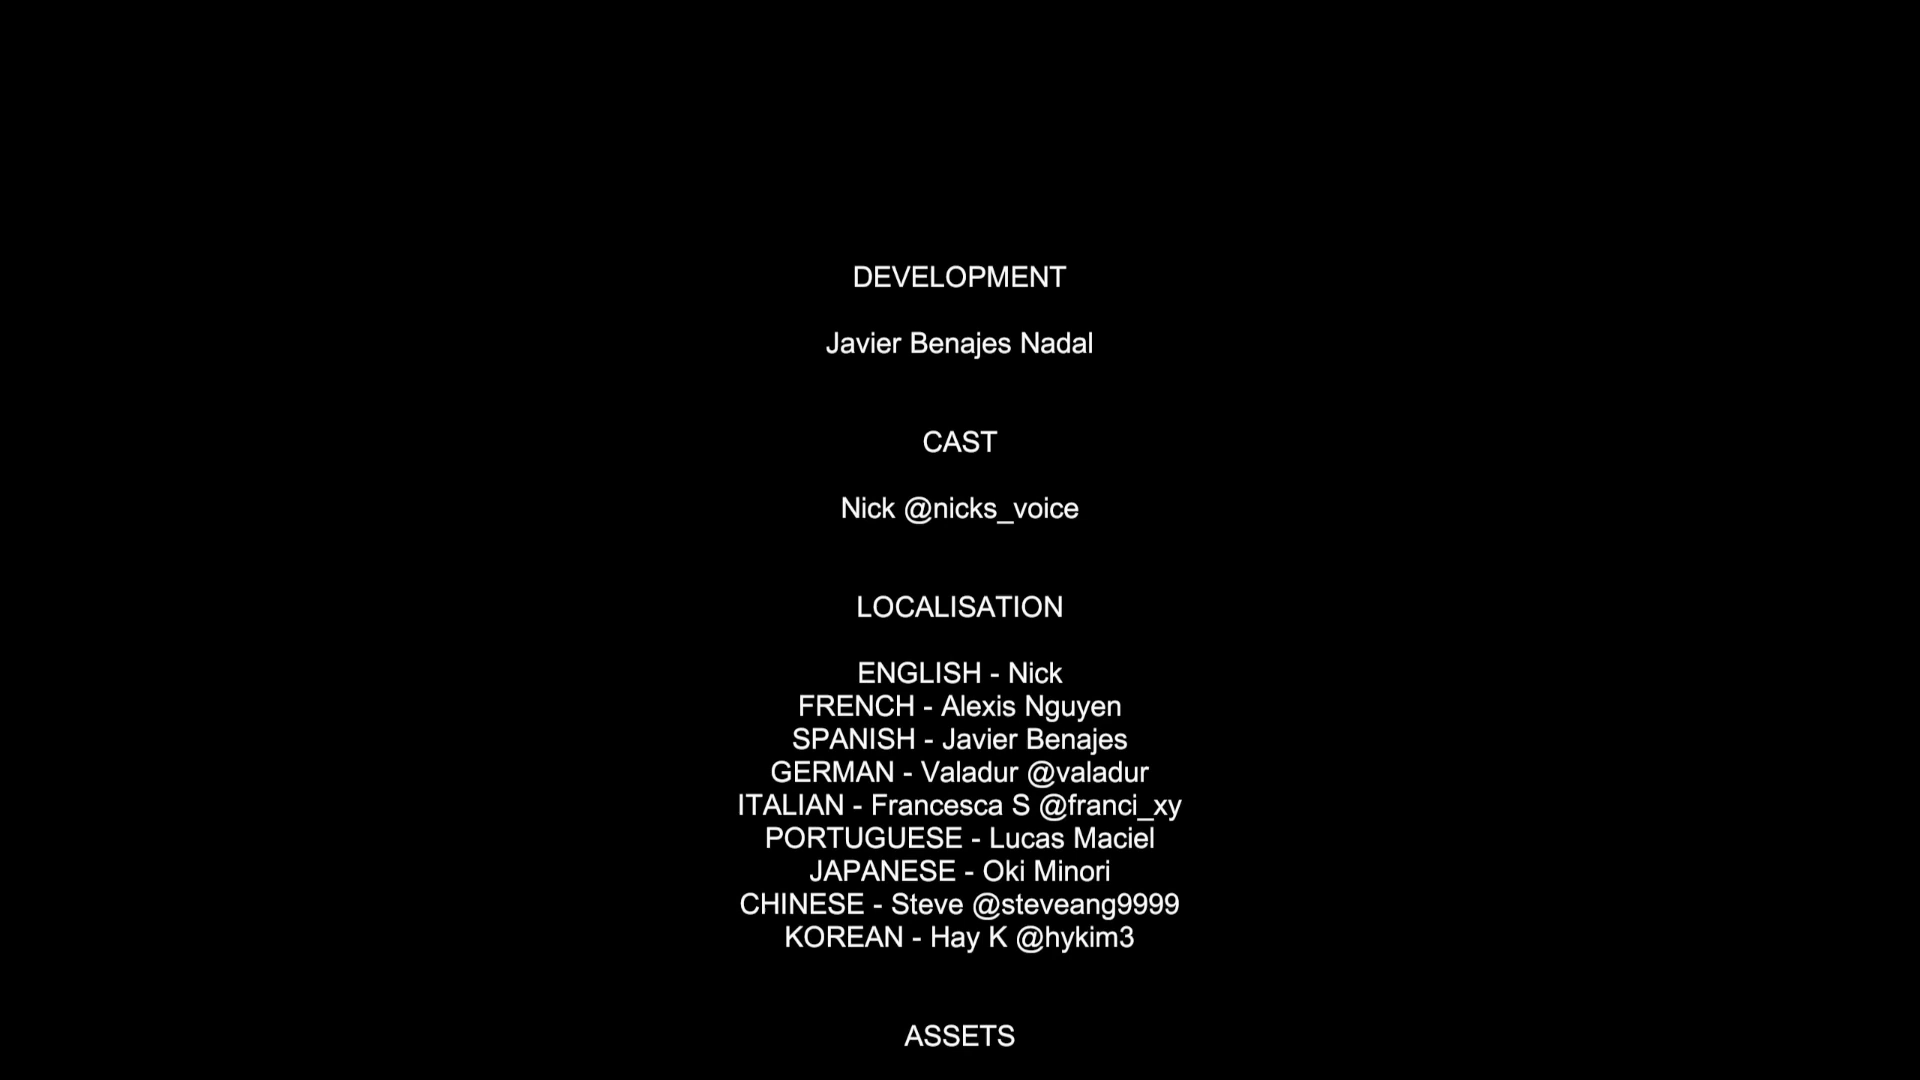 DEVELOPMENT
Javier Benajes Nadal
CAST
Nick @nicks_voice
LOCALISATION
ENGLISH - Nick
FRENCH - Alexis Nguyen
SPANISH - Javier Benajes
GERMAN - Valadur @valadur
ITALIAN - Francesca S @franci_xy
PORTUGUESE - Lucas Maciel
JAPANESE - Oki Minori
CHINESE - Steve @steveang9999
KOREAN - Hay K @hykim3
ASSETS